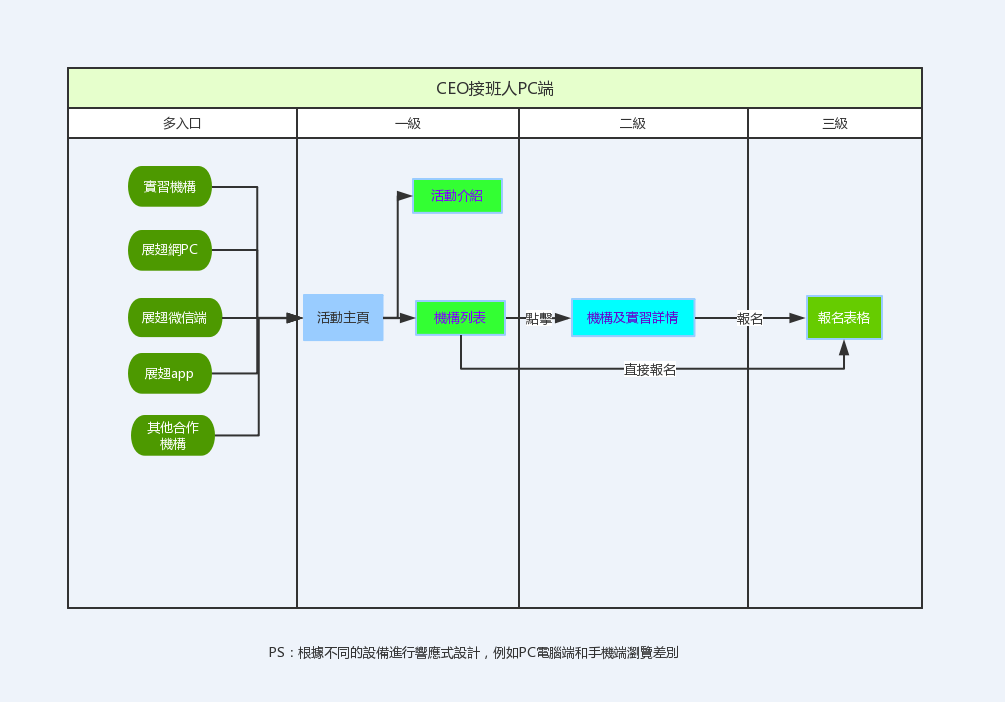 CEO接班人PC端
多入口
一級
二級
三級
實習機構
展翅網PC
展翅微信端
展翅app
其他合作
機構
活動主頁
活動介紹
機構列表
點擊
機構及實習詳情
報名
報名表格
直接報名
PS：根據不同的設備進行響應式設計，例如PC電腦端和手機端瀏覽差別